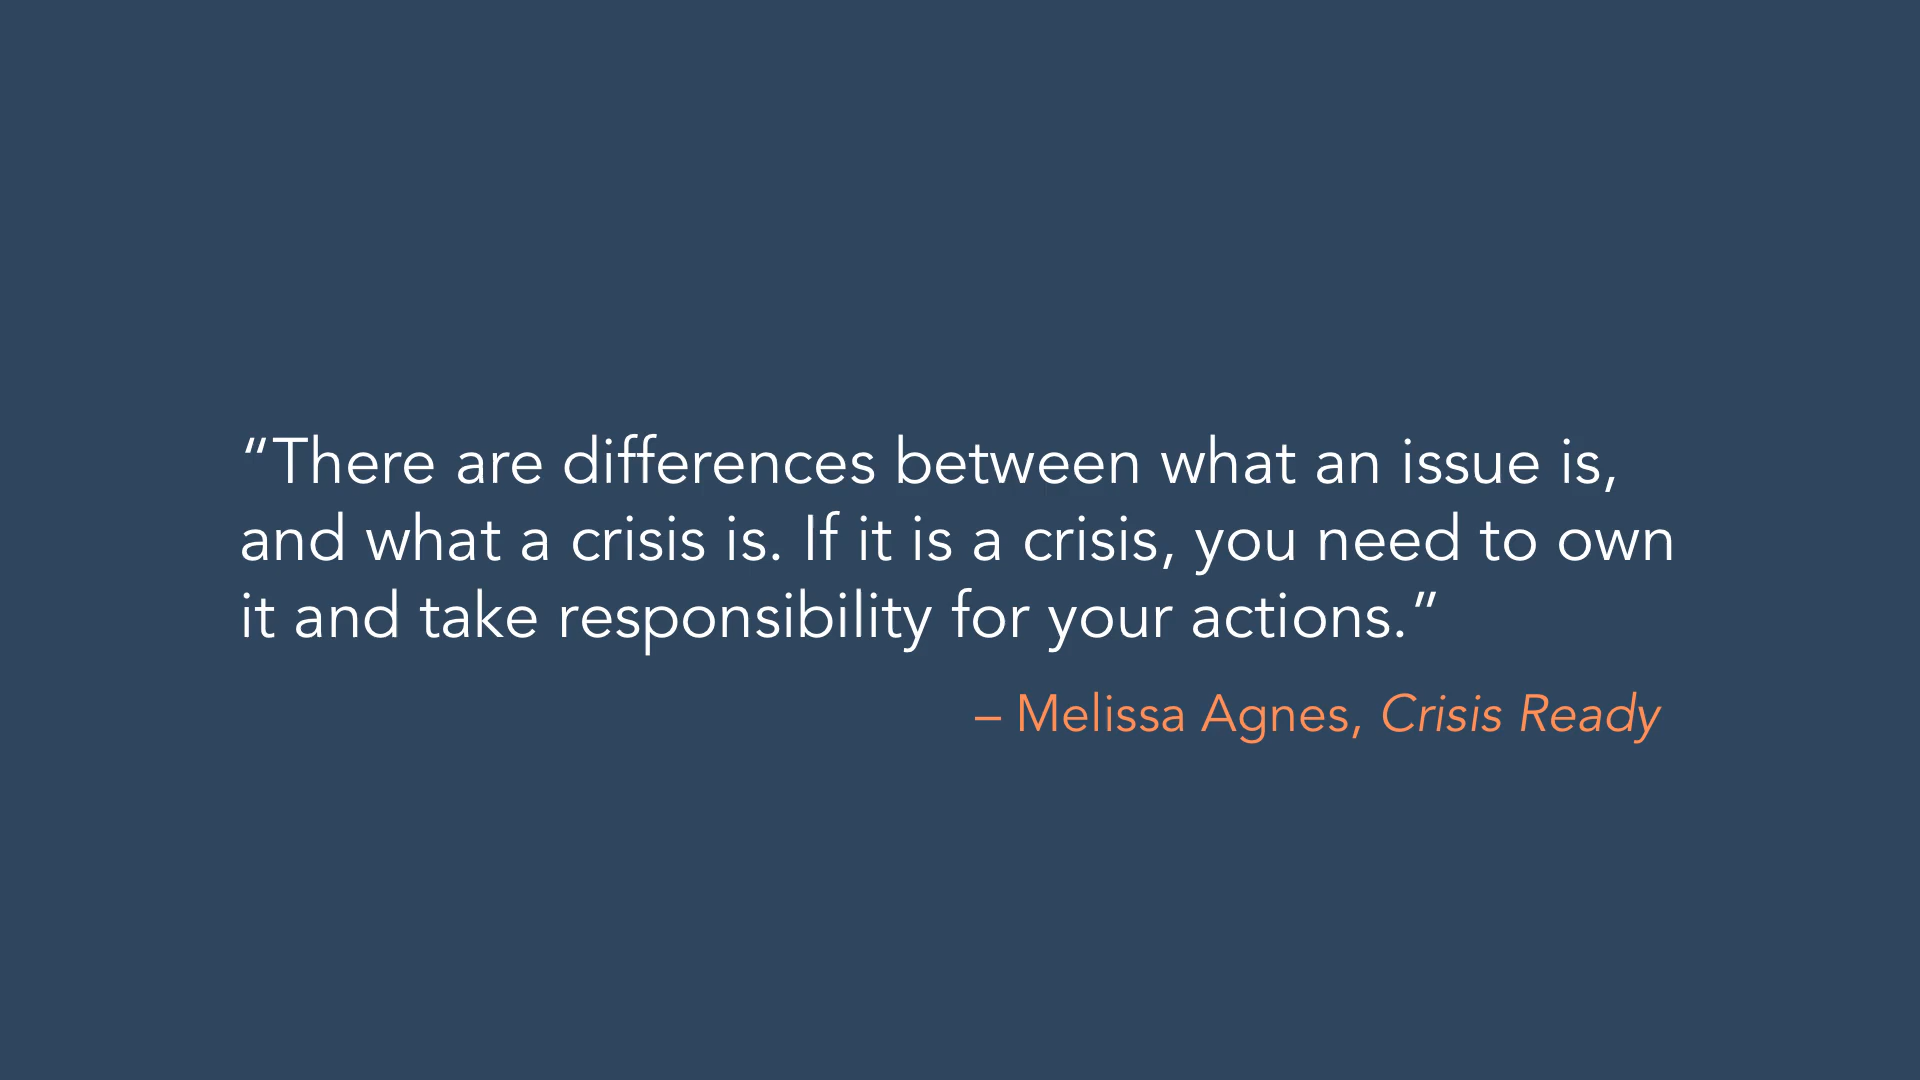 “There are differences between what an issue is,
and what a crisis is. If it is a crisis, you need to own
it and take responsibility for your actions.”
– Melissa Agnes, Crisis Ready